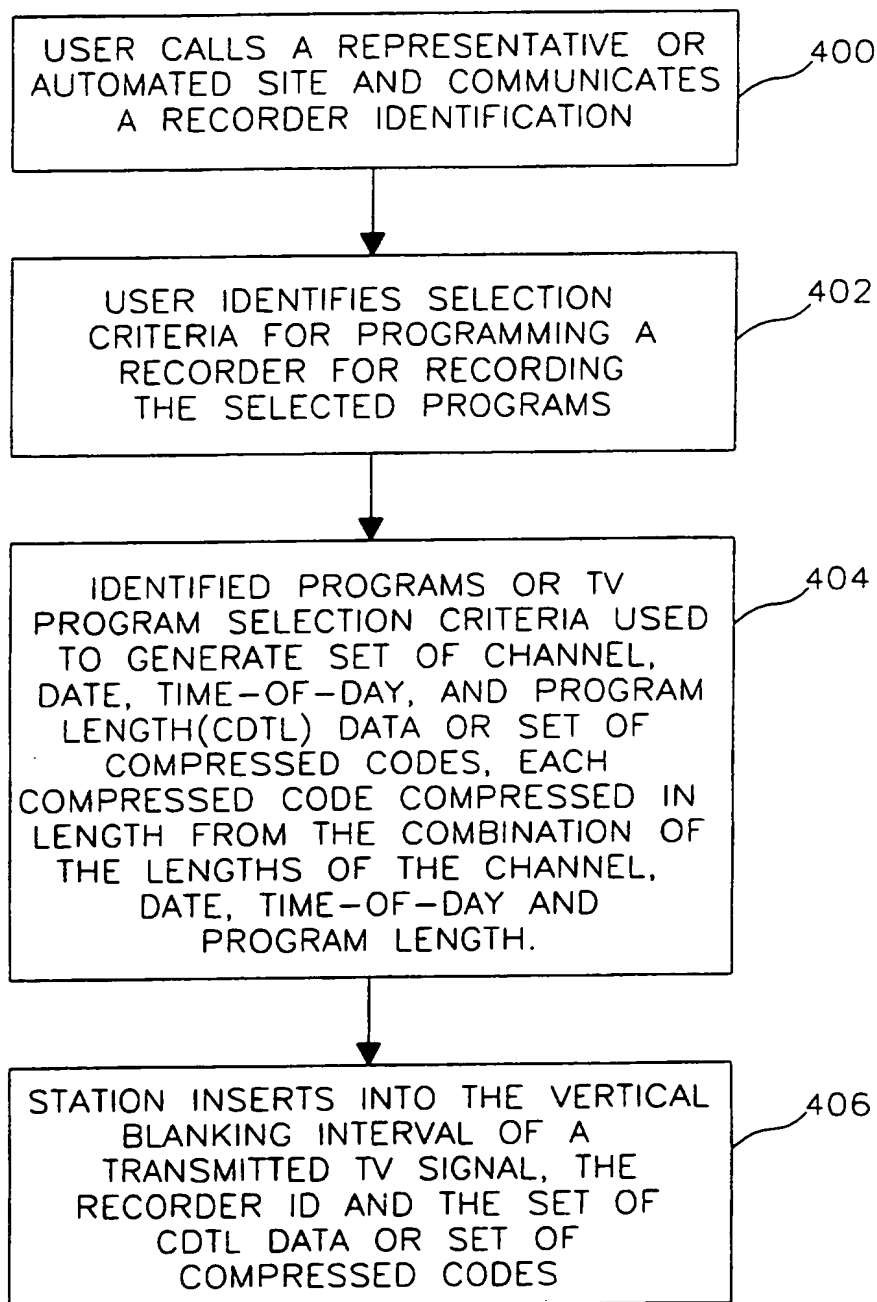 USER CALLS A REPRESENTATIVE OR
AUTOMATED SITE AND COMMUNICATES
A RECORDER IDENTIFICATION
400
USER IDENTIFIES SELECTION
CRITERIA FOR PROGRAMMING A
RECORDER FOR RECORDING
THE SELECTED PROGRAMS
402
IDENTIFIED PROGRAMS OR TV
PROGRAM SELECTION CRITERIA USED
TO GENERATE SET OF CHANNEL,
DATE, TIME-OF-DAY, AND PROGRAM
LENGTH(CDTL) DATA OR SET OF
COMPRESSED CODES, EACH
COMPRESSED CODE COMPRESSED IN
LENGTH FROM THE COMBINATION OF
THE LENGTHS OF THE CHANNEL,
DATE, TIME-OF-DAY AND
PROGRAM LENGTH.
404
STATION INSERTS INTO THE VERTICAL
BLANKING INTERVAL OF A
TRANSMITTED TV SIGNAL, THE
RECORDER ID AND THE SET OF
CDTL DATA OR SET OF
COMPRESSED CODES
406